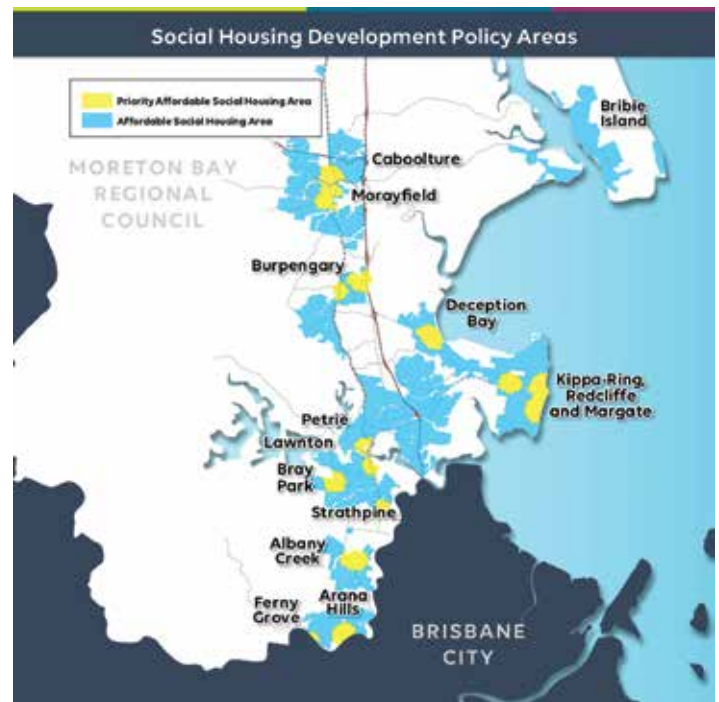 Social Housing Development Policy Areas
Priority Affordable Social Housing Area
Affordable Social Housing Area
Bribie
Island
Caboolture
MORETON BAY
REGIONAL
COUNCIL
Morayfield
Burpengary
Deception
Bay
Kippa-Ring,
Redcliffe
and Margate
Petrie
Lawnton
Bray
Park
Strathpine
Albany
Creek
Arana
Hills
Ferny
Grove
BRISBANE
CITY